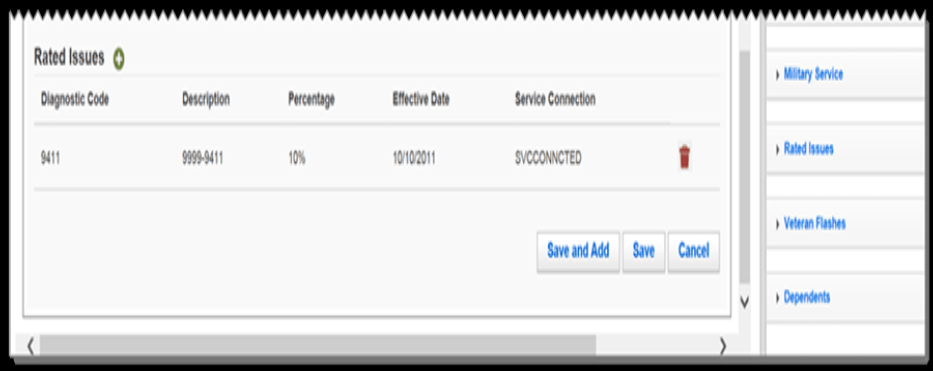 Rated Issues
Diagnostic Code Description Percentage Effective Date Service Connection
9411 9999-9411 10% 10/10/2011 SVCCONNCTED
Save and Add Save Cancel
Military Service
Rated Issues
Veteran Flashes
Dependents